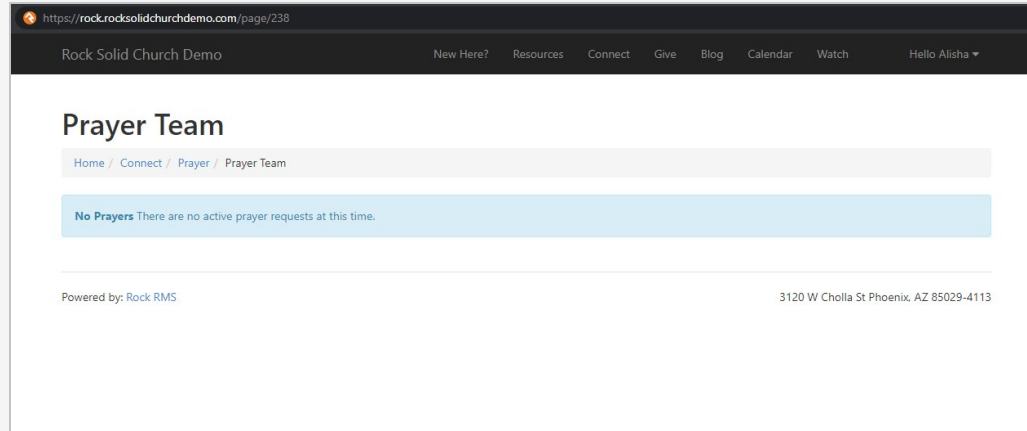 https://rock.rocksolidchurchdemo.com/page/238
Rock Solid Church Demo New Here? Resources Connect Give Blog Calendar Watch Hello Alisha
Prayer Team
Home / Connect / Prayer / Prayer Team
No Prayers There are no active prayer requests at this time.
Powered by: Rock RMS 3120 W Cholla St Phoenix, AZ 85029-4113